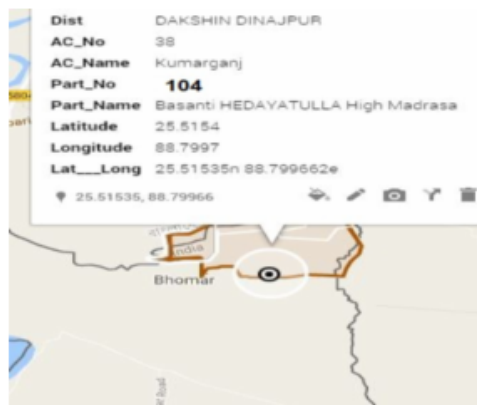 Dist DAKSHIN DINAJPUR
AC_No 38
AC_Name Kumarganj
Part_No 104
Part_Name Basanti HEDAYATULLA High Madrasa
Latitude 25.5154
Longitude 88.7997
Lat___Long 25.51535n 88.799662e
25.51535, 88.79966
India
Bhomar
Road